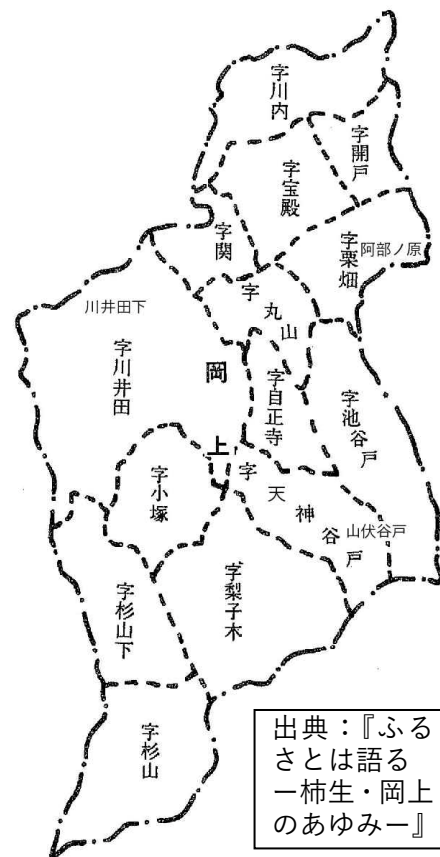 字川内
字開戸
字宝殿
字関
字栗畑
阿部ノ原
字丸山
川井田下
字川井田
岡上
字自正寺
字池谷戸
字小塚
字天神谷戸
山伏谷戸
字梨子木
字杉山下
字杉山
出典：『ふる
さとは語る
ー柿生・岡上
のあゆみー』